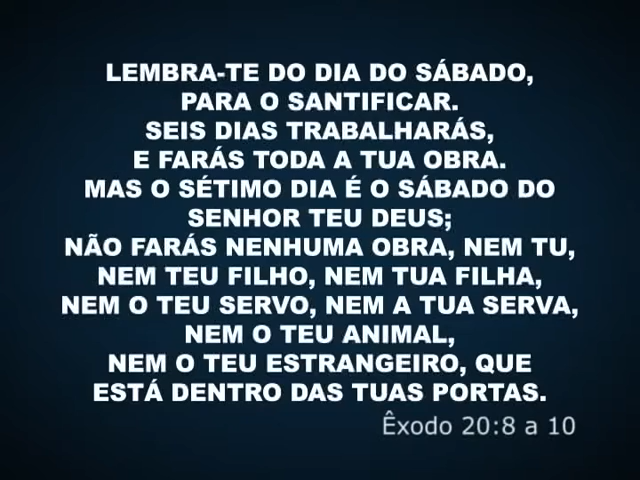 LEMBRA-TE DO DIA DO SÁBADO,
PARA O SANTIFICAR.
SEIS DIAS TRABALHARÁS,
E FARÁS TODA A TUA OBRA.
MAS O SÉTIMO DIA É O SÁBADO DO
SENHOR TEU DEUS;
NÃO FARÁS NENHUMA OBRA, NEM TU,
NEM TEU FILHO, NEM TUA FILHA,
NEM O TEU SERVO, NEM A TUA SERVA,
NEM O TEU ANIMAL,
NEM O TEU ESTRANGEIRO, QUE
ESTÁ DENTRO DAS TUAS PORTAS.
Êxodo 20:8 a 10